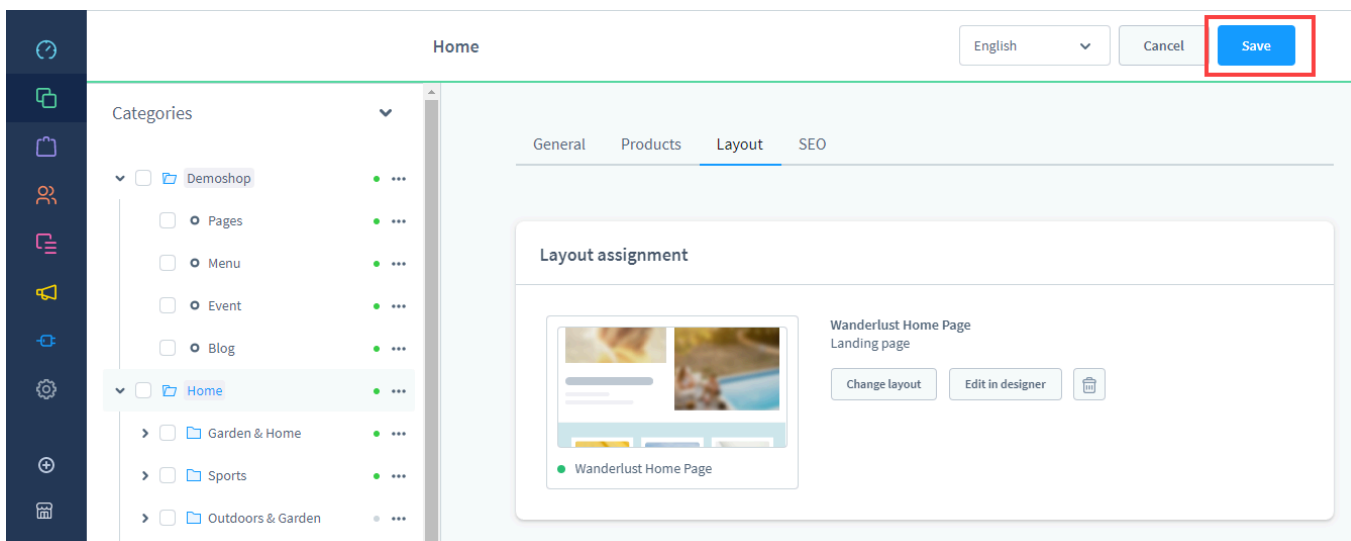 Home
English
Cancel
Save
Categories
General
Products
Layout
SEO
Demoshop
Pages
Menu
Event
Blog
Home
Garden & Home
Sports
Outdoors & Garden
Layout assignment
Wanderlust Home Page
Landing page
Change layout
Edit in designer
Wanderlust Home Page